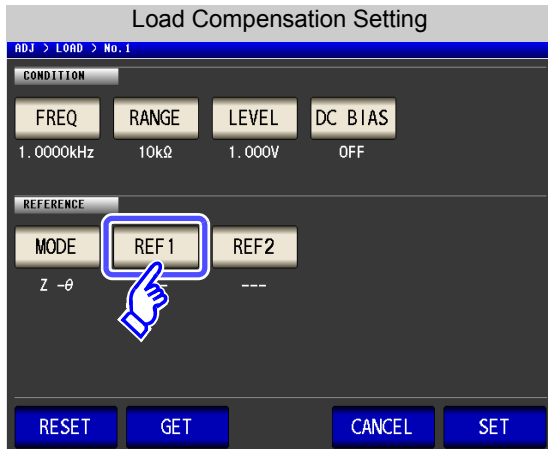 Load Compensation Setting
ADJ > LOAD > No.1
CONDITION
FREQ RANGE LEVEL DC BIAS
1.0000kHz 10kΩ 1.000V OFF
REFERENCE
MODE REF1 REF2
Z -θ ---
RESET GET CANCEL SET